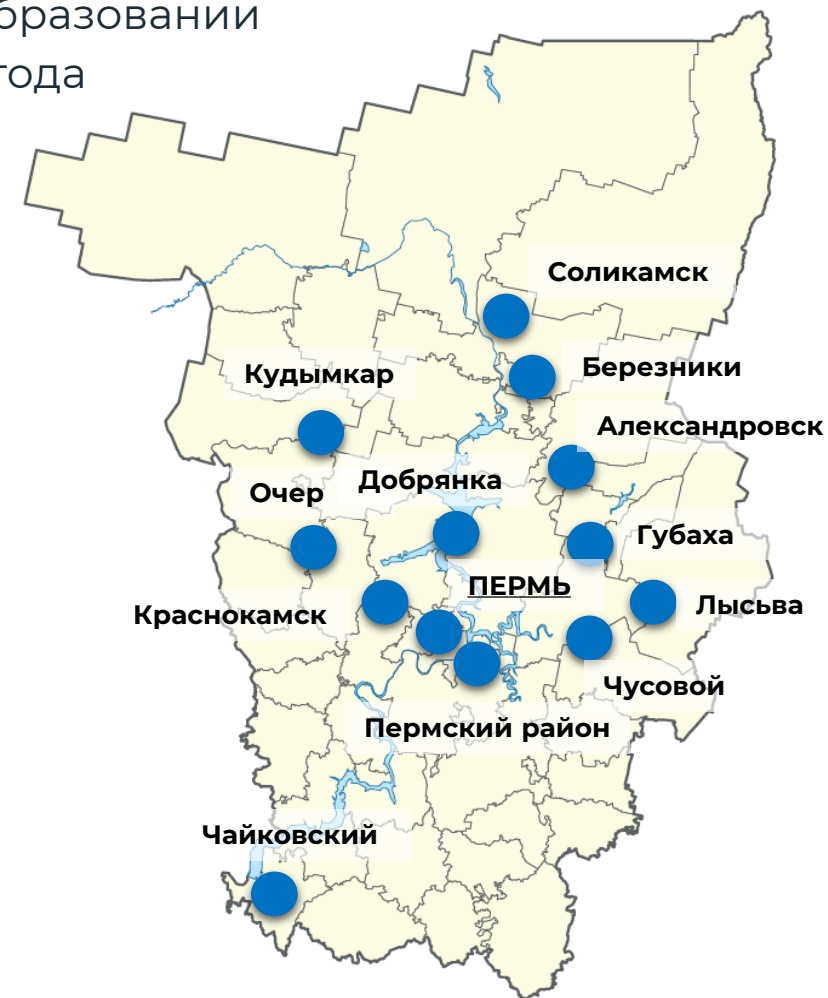 бразовании
года
Соликамск
Березники
Кудымкар
Александровск
Добрянка
Очер
Губаха
ПЕРМЬ
Лысьва
Краснокамск
Чусовой
Пермский район
Чайковский